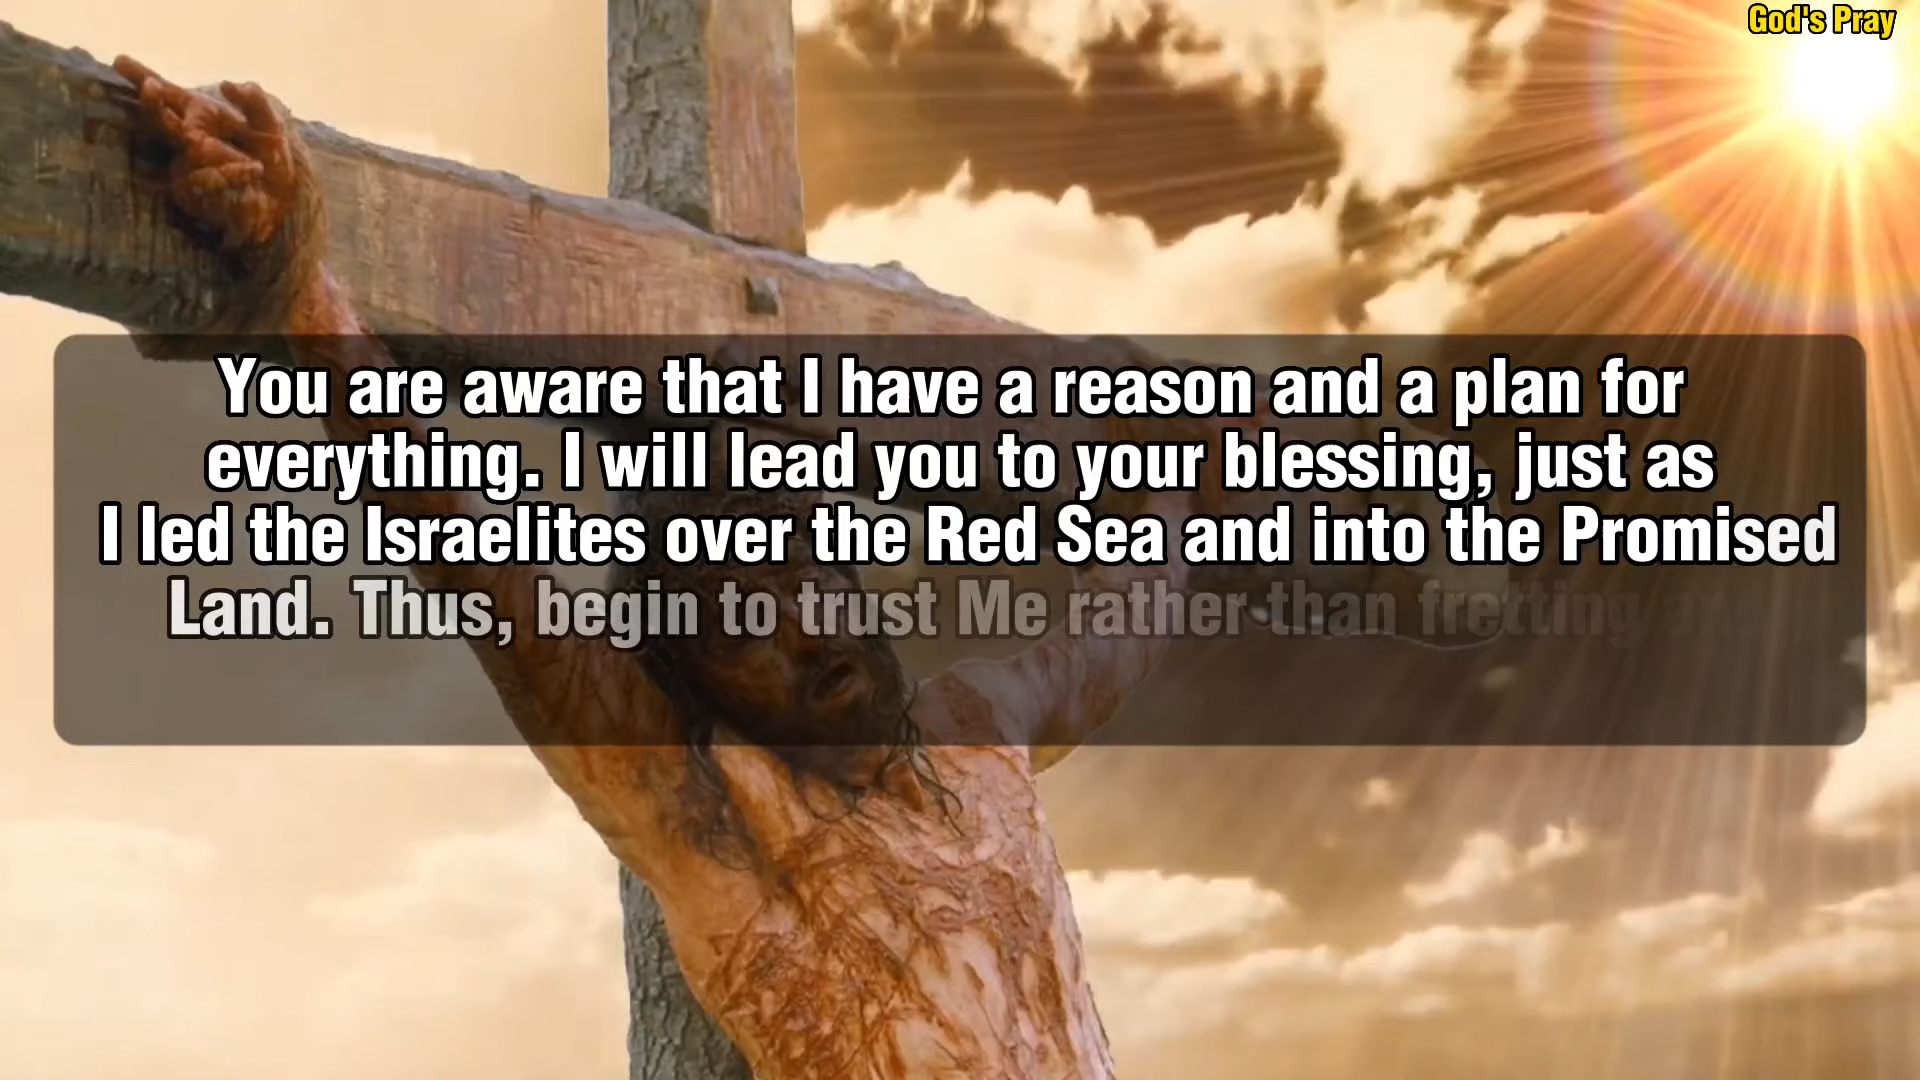 God's Pray
You are aware that I have a reason and a plan for
everything. I will lead you to your blessing, just as
I led the Israelites over the Red Sea and into the Promised
Land. Thus, begin to trust Me rather than fretting